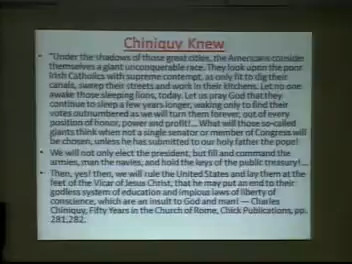 Chiniquy Knew
• "Under the shadows of those great cities, the Americans consider
themselves a giant unconquerable race. They look upon the poor
Irish Catholics with supreme contempt, as only fit to dig their
canals, sweep their streets and work in their kitchens. Let no one
awake those sleeping lions, today. Let us pray God that they
continue to sleep a few years longer, waking only to find their
votes outnumbered as we will turn them forever, out of every
position of honor, power and profit!... What will those so-called
giants think when not a single senator or member of Congress will
be chosen, unless he has submitted to our holy father the pope!
• We will not only elect the president, but fill and command the
armies, man the navies, and hold the keys of the public treasury!...
• Then, yes! then, we will rule the United States and lay them at the
feet of the Vicar of Jesus Christ, that he may put an end to their
godless system of education and impious laws of liberty of
conscience, which are an insult to God and man! — Charles
Chiniquy, Fifty Years in the Church of Rome, Chick Publications, pp.
281,282.